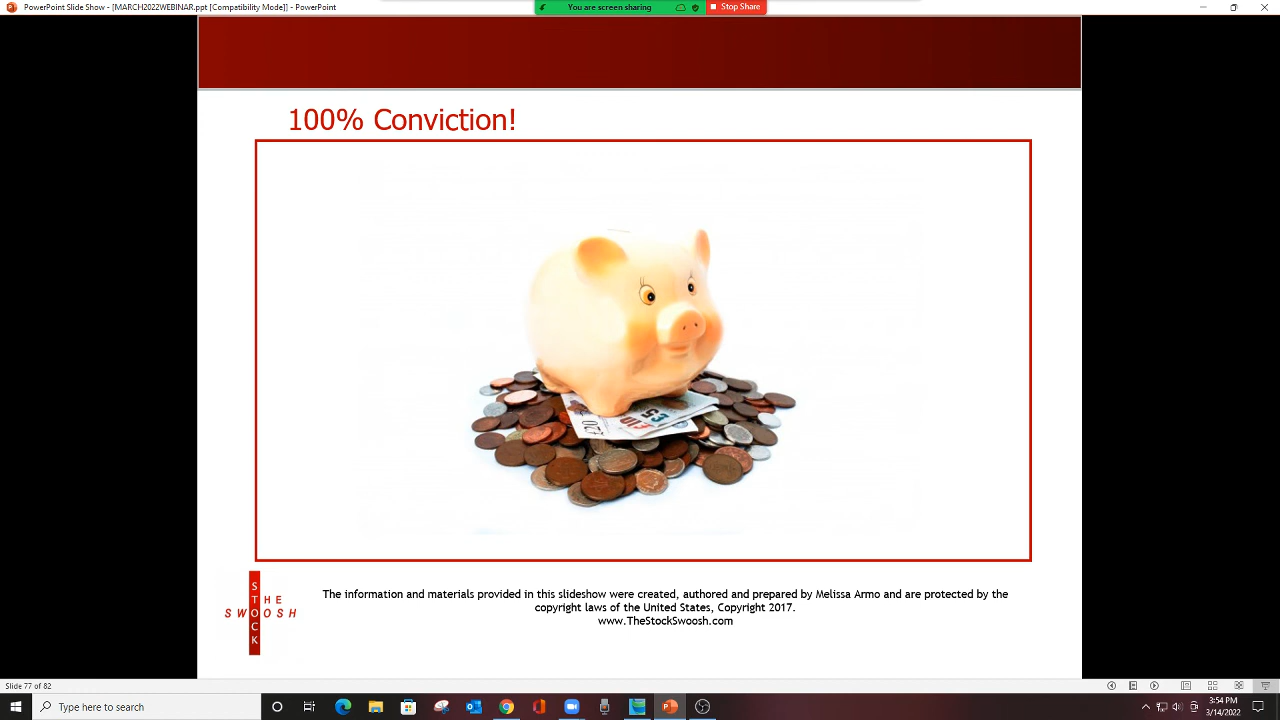 PowerPoint Slide Show - [MARCH2022WEBINAR.ppt [Compatibility Mode]] - PowerPoint
You are screen sharing
Stop Share
100% Conviction!
STOCK
THE
SWOOSH
The information and materials provided in this slideshow were created, authored and prepared by Melissa Armo and are protected by the
copyright laws of the United States, Copyright 2017.
www.TheStockSwoosh.com
Slide 77 of 82
Type here to search
3:54 PM
3/14/2022